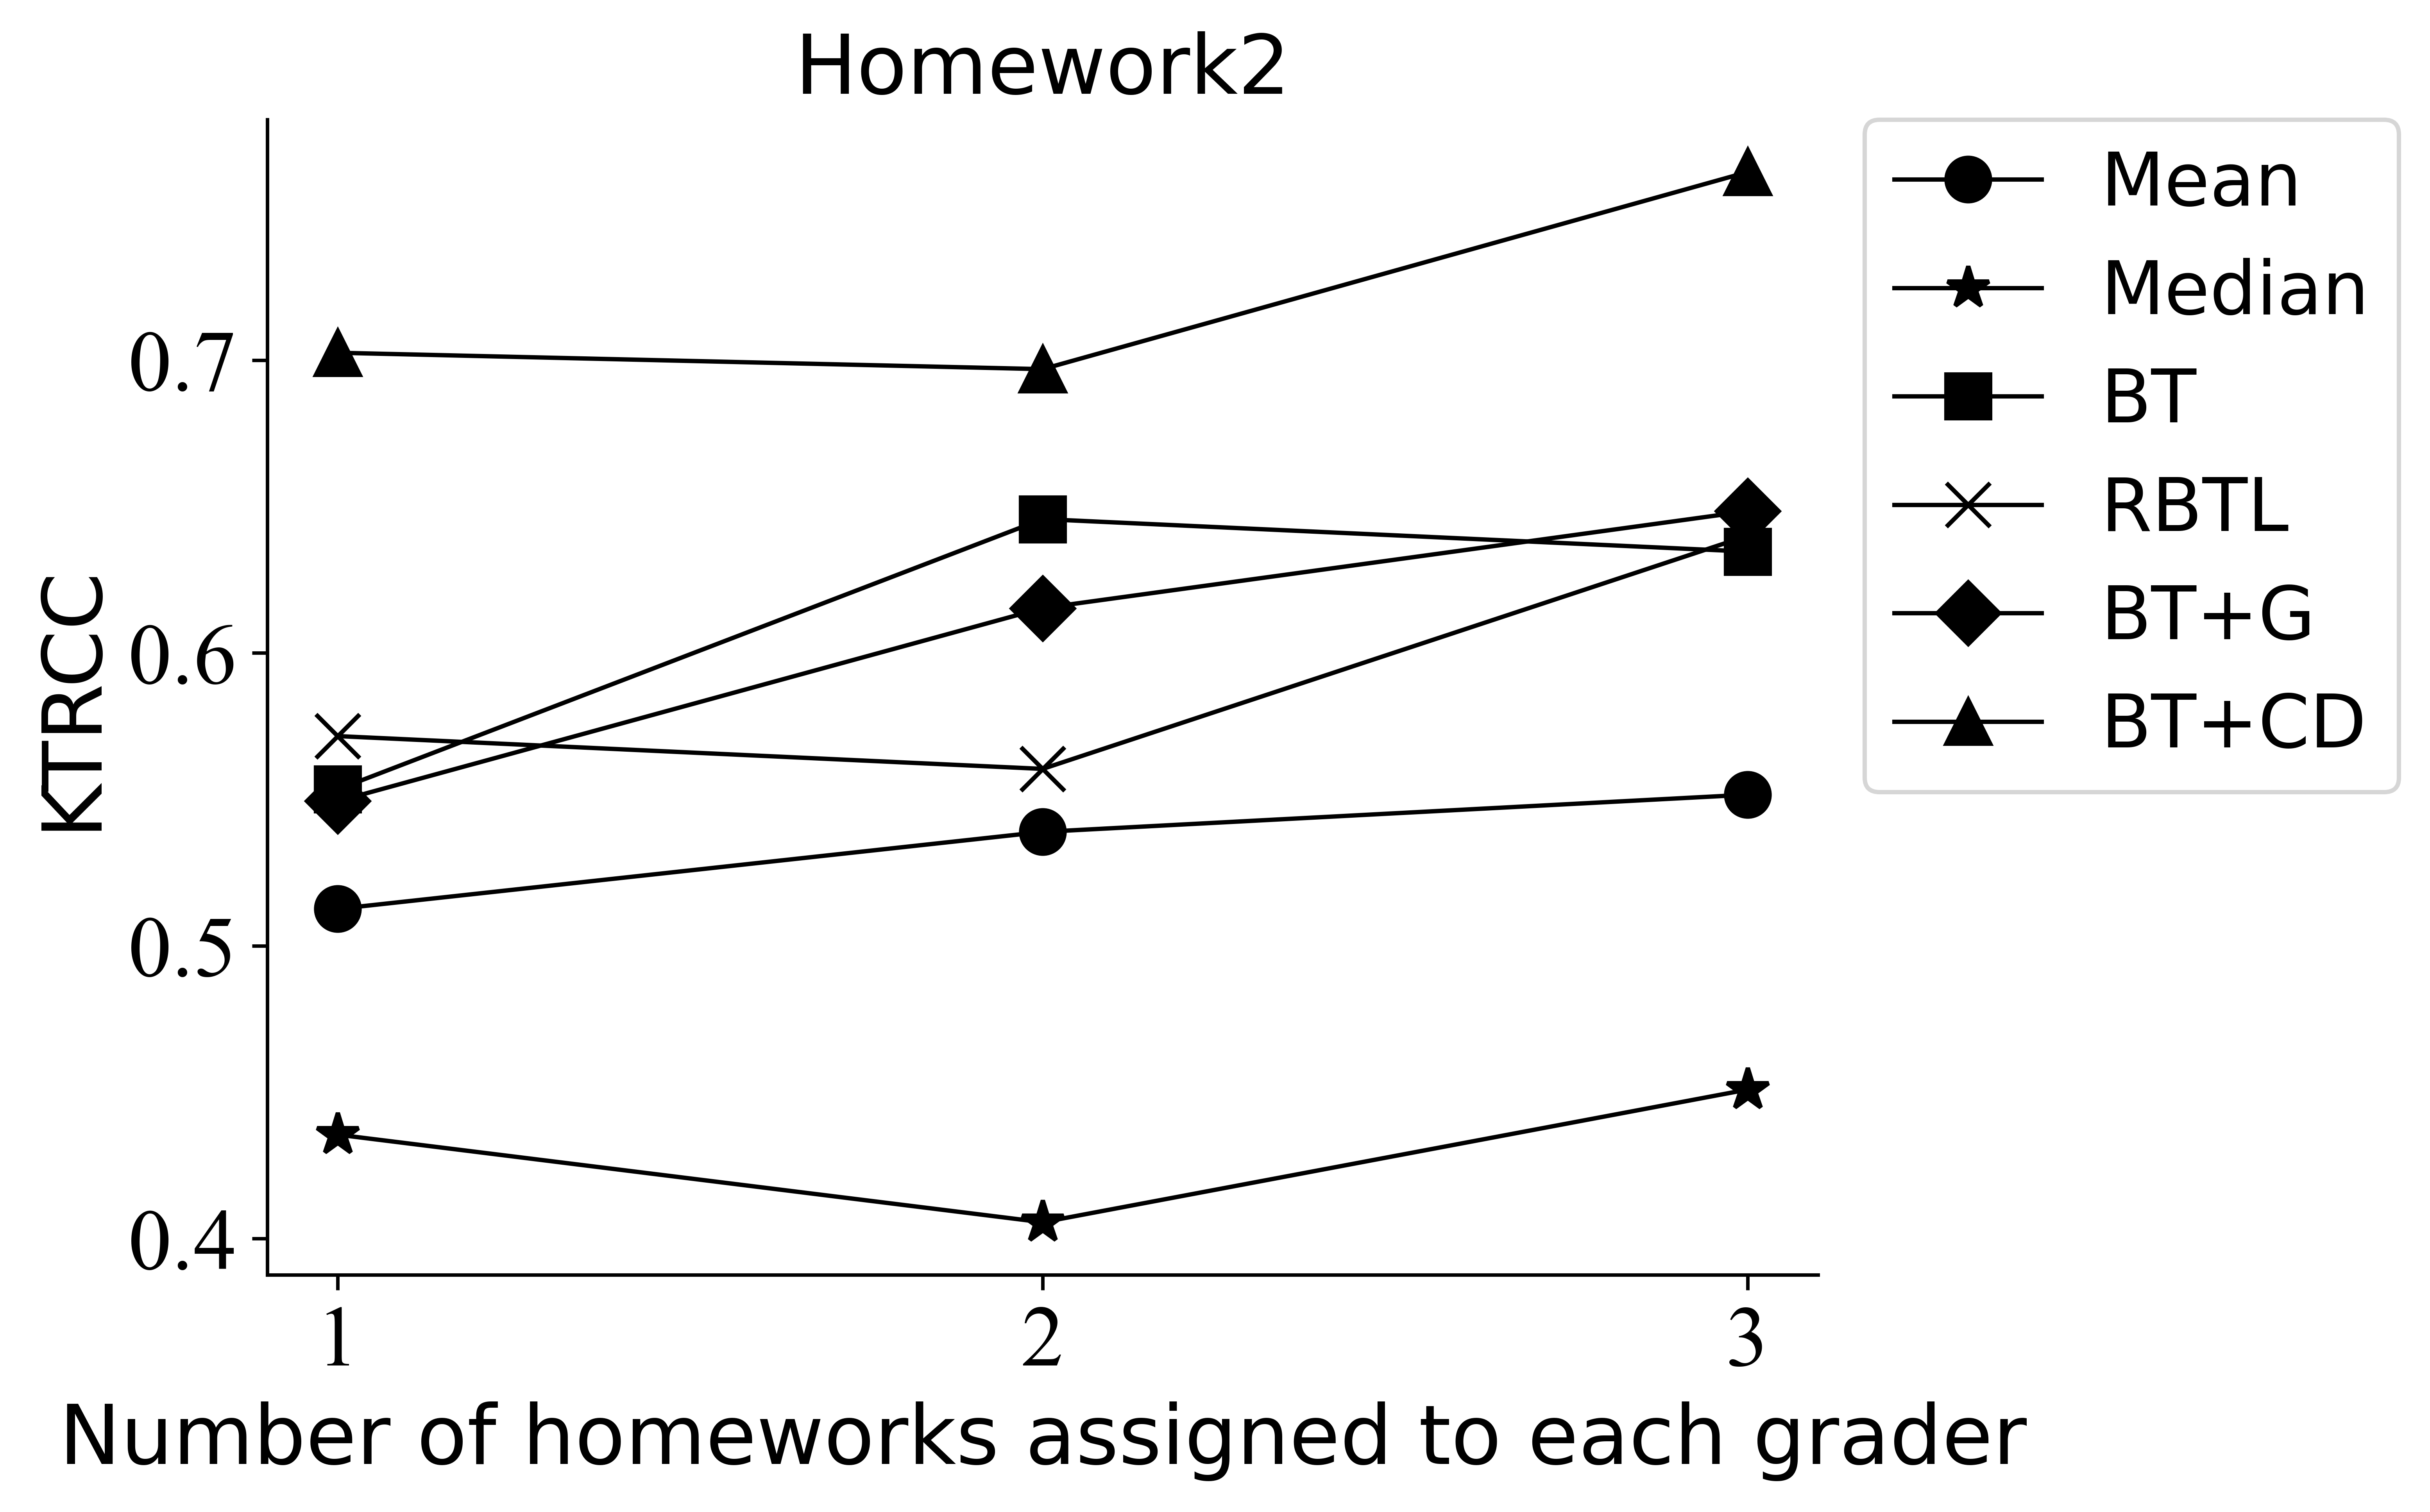 Homework2
KTRCC
0.7
0.6
0.5
0.4
1
2
3
Number of homeworks assigned to each grader
Mean
Median
BT
RBTL
BT+G
BT+CD